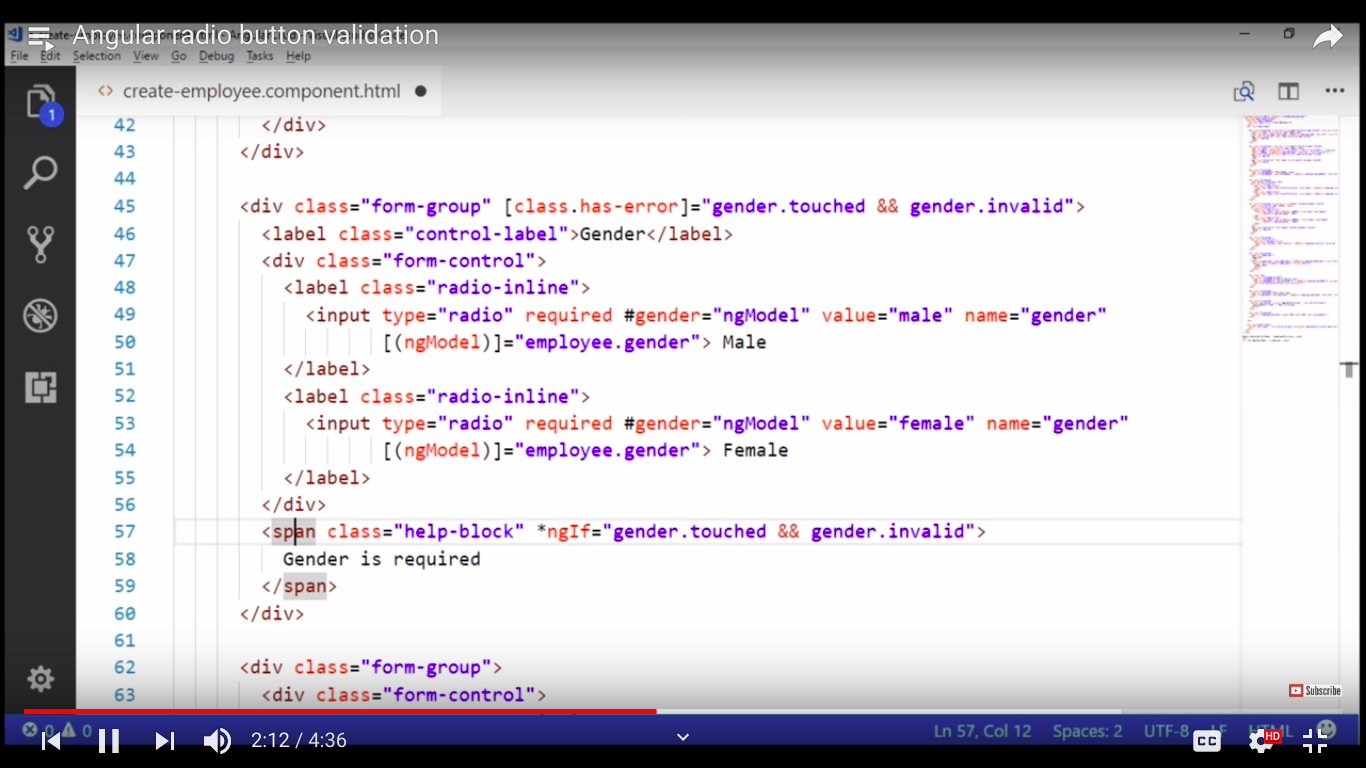 Angular radio button validation
File Edit Selection View Go Debug Tasks Help
create-employee.component.html
1
42 </div>
43 </div>
44
45 <div class="form-group" [class.has-error]="gender.touched && gender.invalid">
46 <label class="control-label">Gender</label>
47 <div class="form-control">
48 <label class="radio-inline">
49 <input type="radio" required #gender="ngModel" value="male" name="gender"
50 [(ngModel)]="employee.gender"> Male
51 </label>
52 <label class="radio-inline">
53 <input type="radio" required #gender="ngModel" value="female" name="gender"
54 [(ngModel)]="employee.gender"> Female
55 </label>
56 </div>
57 <span class="help-block" *ngIf="gender.touched && gender.invalid">
58 Gender is required
59 </span>
60 </div>
61
62 <div class="form-group">
63 <div class="form-control">
Subscribe
0 0 Ln 57, Col 12 Spaces: 2 UTF-8 LF HTML
2:12 / 4:36 CC HD